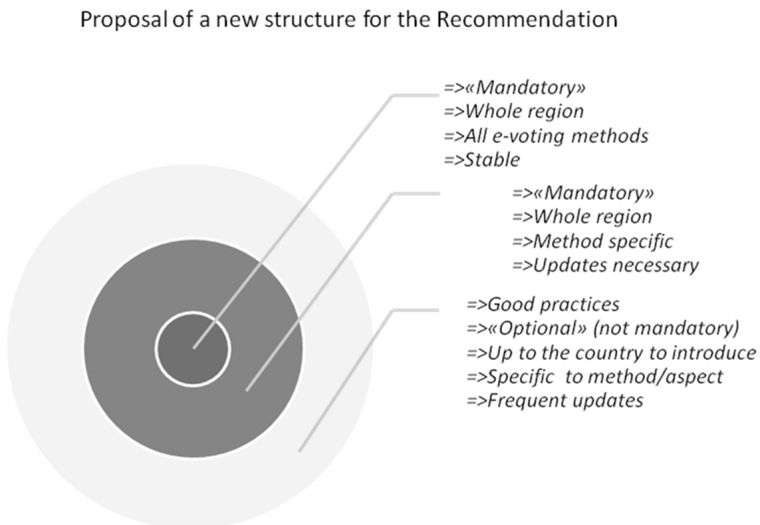 Proposal of a new structure for the Recommendation
=>«Mandatory»
=>Whole region
=>All e-voting methods
=>Stable
=>«Mandatory»
=>Whole region
=>Method specific
=>Updates necessary
=>Good practices
=>«Optional» (not mandatory)
=>Up to the country to introduce
=>Specific to method/aspect
=>Frequent updates